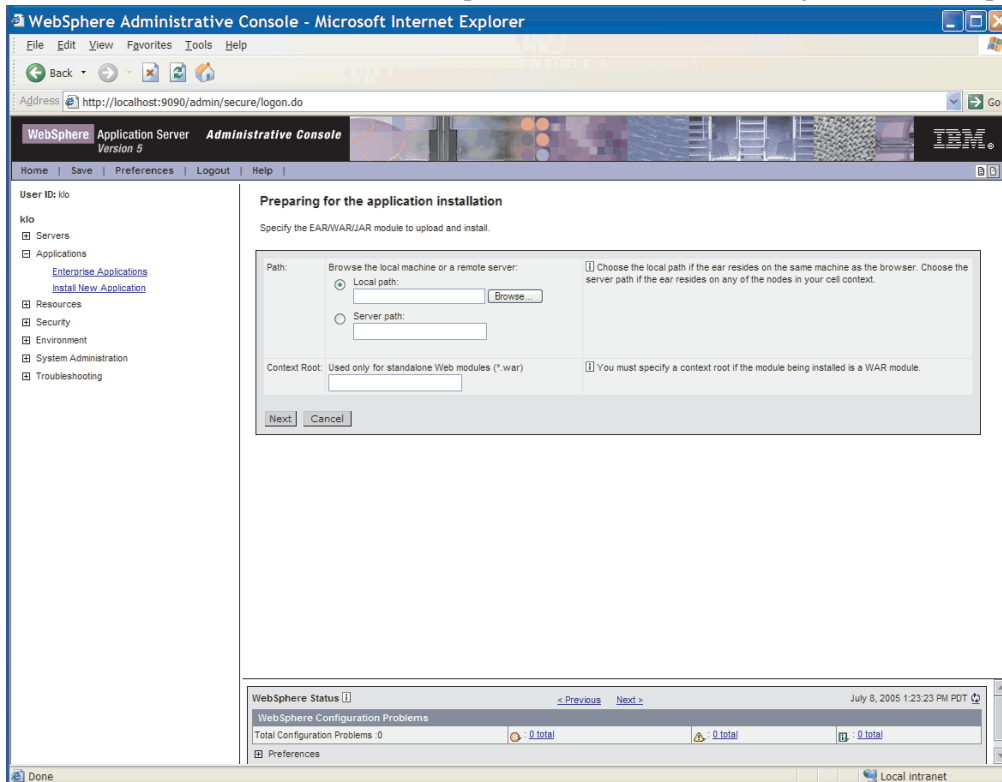 WebSphere Administrative Console - Microsoft Internet Explorer
File Edit View Favorites Tools Help
Back
Address http://localhost:9090/admin/secure/logon.do Go
WebSphere Application Server Administrative Console
Version 5
IBM.
Home | Save | Preferences | Logout | Help |
User ID: klo
klo
Servers
Applications
Enterprise Applications
Install New Application
Resources
Security
Environment
System Administration
Troubleshooting
Preparing for the application installation
Specify the EAR/WAR/JAR module to upload and install.
Path: Browse the local machine or a remote server:
Local path:
Browse...
Server path:
i Choose the local path if the ear resides on the same machine as the browser. Choose the
server path if the ear resides on any of the nodes in your cell context.
Context Root: Used only for standalone Web modules (*.war)
i You must specify a context root if the module being installed is a WAR module.
Next Cancel
WebSphere Status i < Previous Next > July 8, 2005 1:23:23 PM PDT
WebSphere Configuration Problems
Total Configuration Problems :0 : 0 total : 0 total : 0 total
Preferences
Done Local intranet